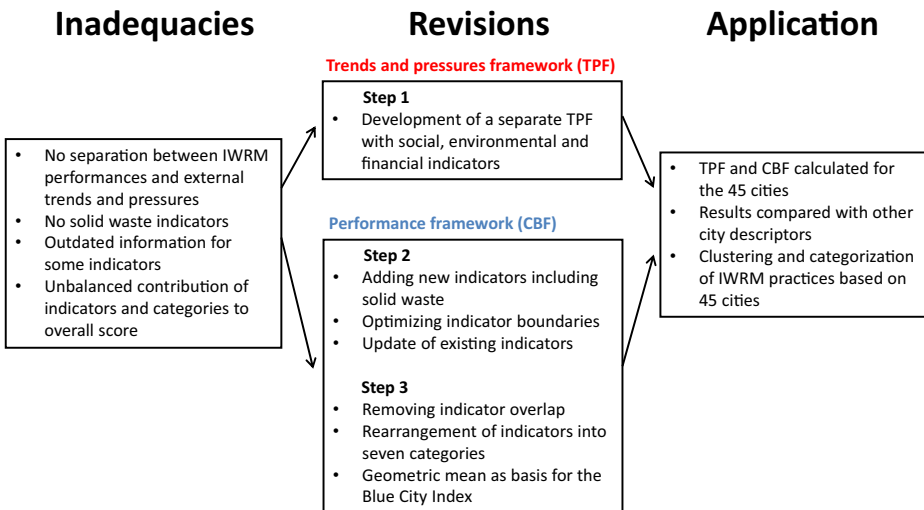 Inadequacies
Revisions
Application
Trends and pressures framework (TPF)
Step 1
• Development of a separate TPF
with social, environmental and
financial indicators
• No separation between IWRM
performances and external
trends and pressures
• No solid waste indicators
• Outdated information for
some indicators
• Unbalanced contribution of
indicators and categories to
overall score
Performance framework (CBF)
Step 2
• Adding new indicators including
solid waste
• Optimizing indicator boundaries
• Update of existing indicators
Step 3
• Removing indicator overlap
• Rearrangement of indicators into
seven categories
• Geometric mean as basis for the
Blue City Index
• TPF and CBF calculated for
the 45 cities
• Results compared with other
city descriptors
• Clustering and categorization
of IWRM practices based on
45 cities